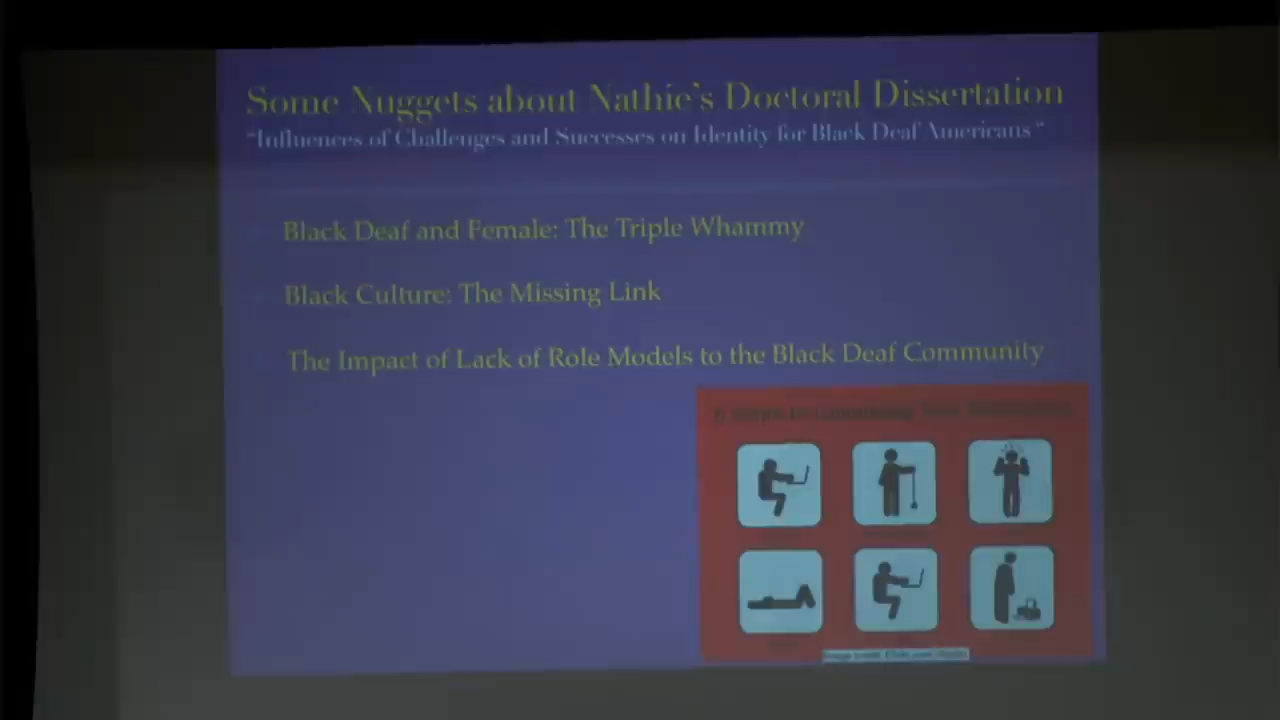 Some Nuggets about Nathie's Doctoral Dissertation
"Influences of Challenges and Successes on Identity for Black Deaf Americans"
Black Deaf and Female: The Triple Whammy
Black Culture: The Missing Link
The Impact of Lack of Role Models to the Black Deaf Community